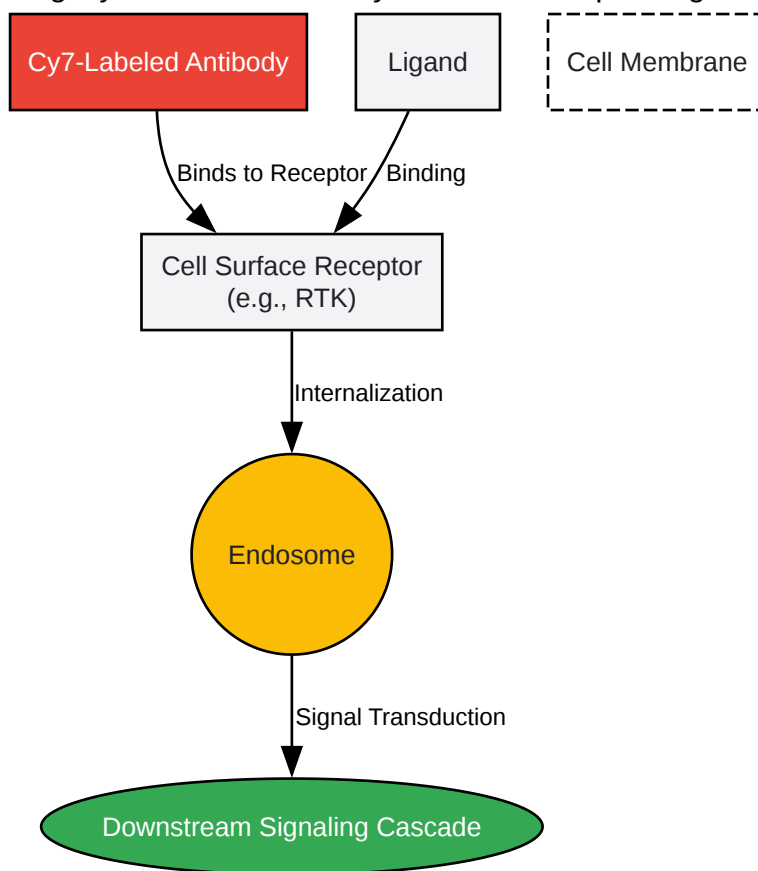 Cy7-Labeled Antibody
Ligand
Cell Membrane
Binds to Receptor
Binding
Cell Surface Receptor
(e.g., RTK)
Internalization
Endosome
Signal Transduction
Downstream Signaling Cascade